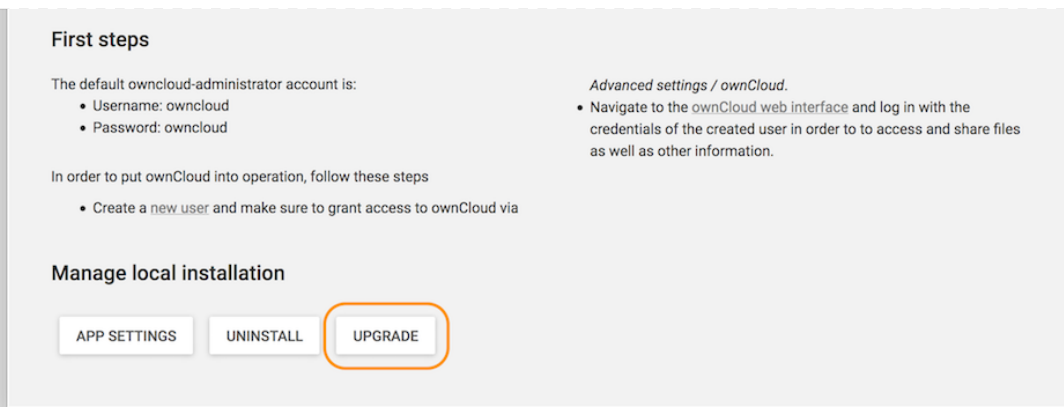 First steps
The default owncloud-administrator account is:
• Username: owncloud
• Password: owncloud
In order to put ownCloud into operation, follow these steps
• Create a new user and make sure to grant access to ownCloud via
Advanced settings / ownCloud.
• Navigate to the ownCloud web interface and log in with the
credentials of the created user in order to to access and share files
as well as other information.
Manage local installation
APP SETTINGS
UNINSTALL
UPGRADE